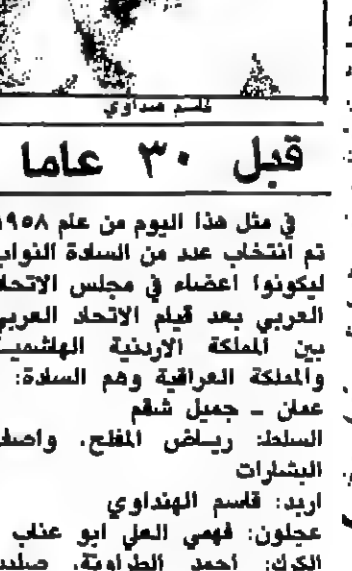 قاسم هنداوي
قبل ٣٠ عاما
في مثل هذا اليوم من عام ١٩٥٨
تم انتخاب عدد من السادة النواب
ليكونوا اعضاء في مجلس الاتحاد
العربي بعد قيام الاتحاد العربي
بين المملكة الاردنية الهاشمية
والمملكة العراقية وهم السادة:
عمان - جميل شقم
السلط: رياض المفلح، واصف
البشارات
اربد: قاسم الهنداوي
عجلون: فهمي العلي ابو عناب
الكرك: احمد الطراونة،